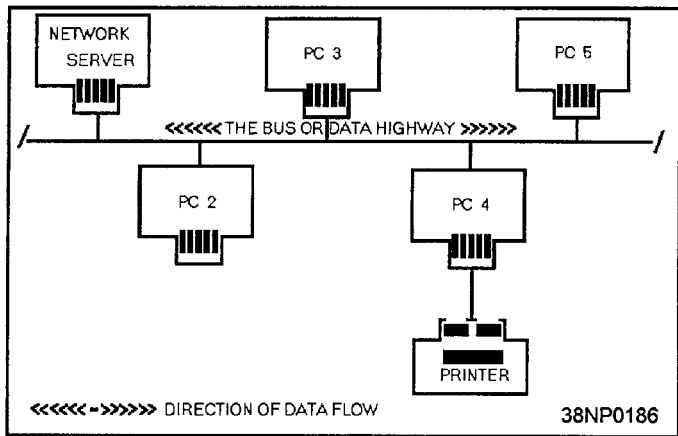 NETWORK
SERVER
PC 3
PC 5
<<<<<< THE BUS OR DATA HIGHWAY >>>>>>
PC 2
PC 4
PRINTER
<<<<<<->>>>>> DIRECTION OF DATA FLOW
38NP0186